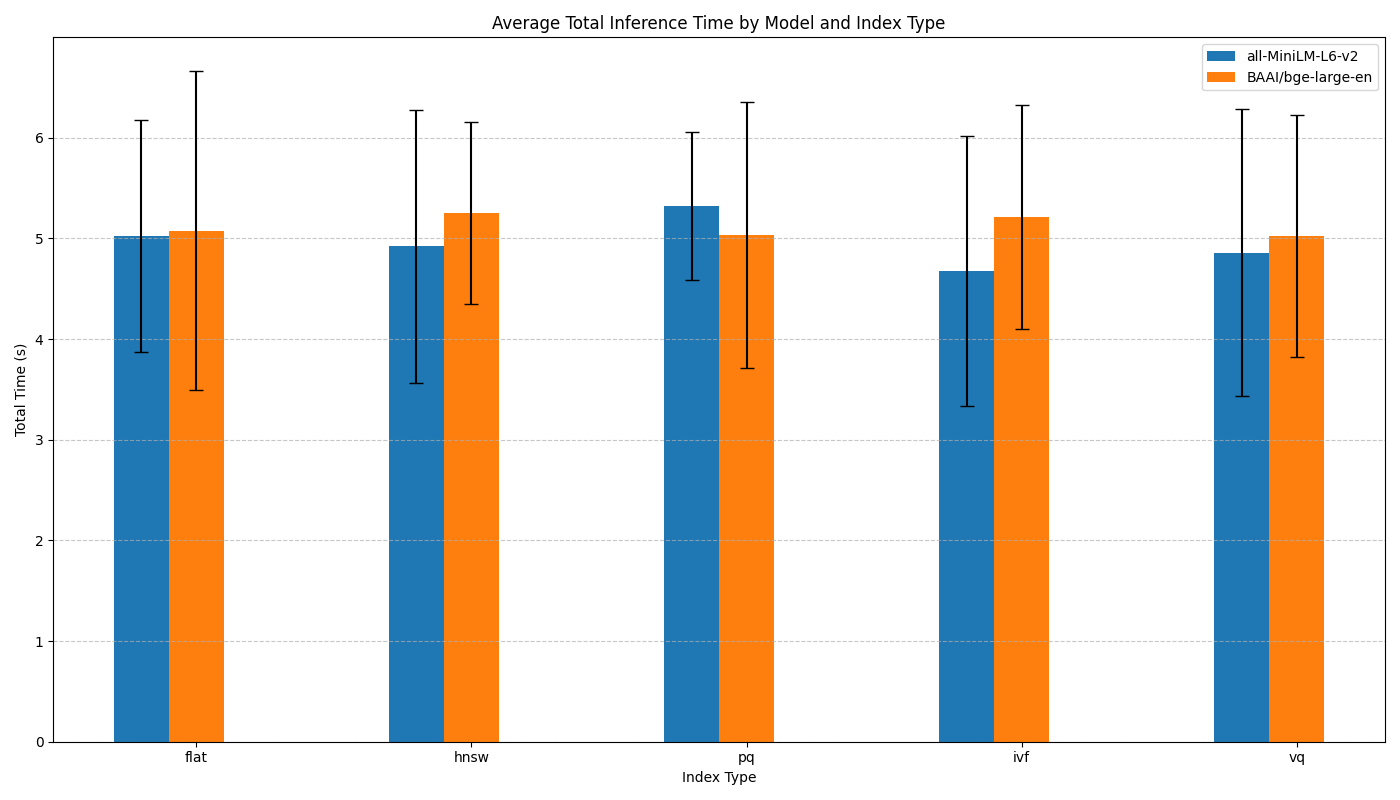 Average Total Inference Time by Model and Index Type
all-MiniLM-L6-v2
BAAI/bge-large-en
Total Time (s)
6
5
4
3
2
1
0
flat
hnsw
pq
ivf
vq
Index Type